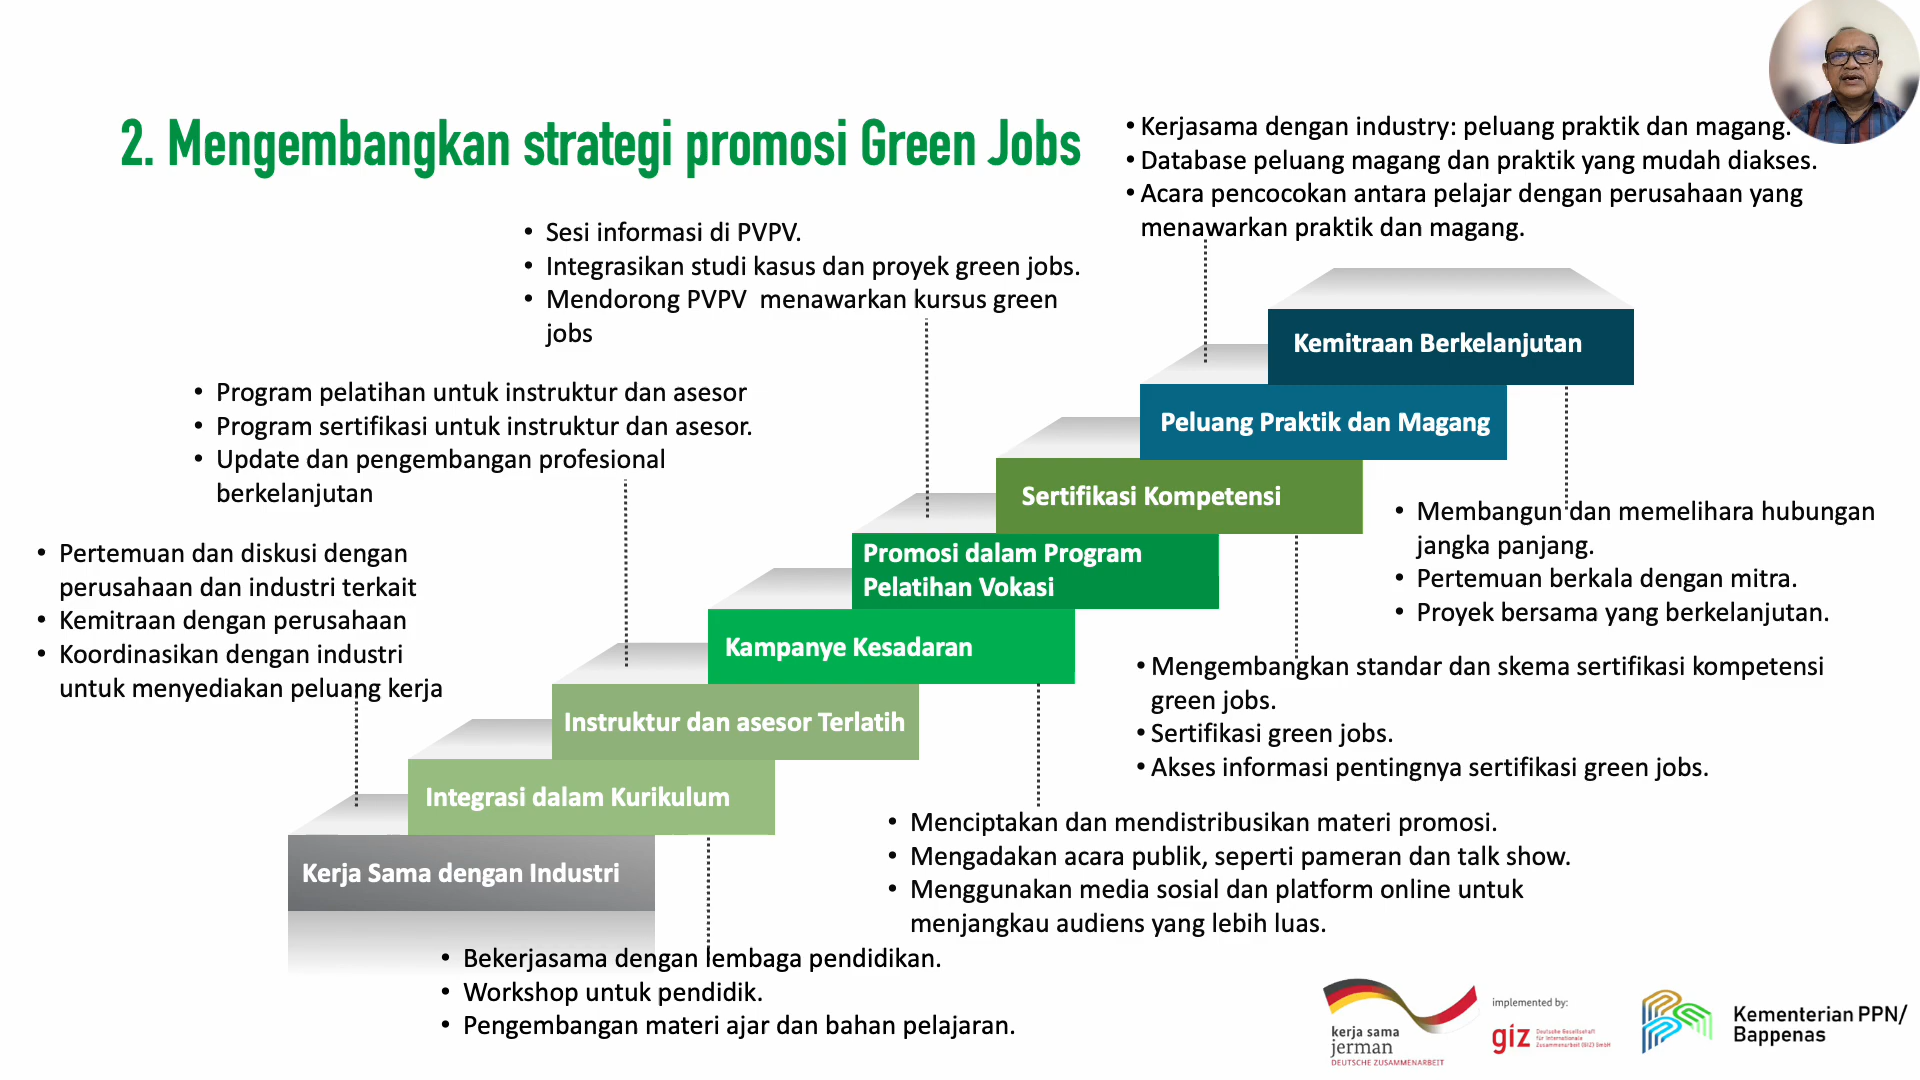 2. Mengembangkan strategi promosi Green Jobs
• Kerjasama dengan industry: peluang praktik dan magang.
• Database peluang magang dan praktik yang mudah diakses.
• Acara pencocokan antara pelajar dengan perusahaan yang
menawarkan praktik dan magang.
• Sesi informasi di PVPV.
• Integrasikan studi kasus dan proyek green jobs.
• Mendorong PVPV menawarkan kursus green
jobs
• Program pelatihan untuk instruktur dan asesor
• Program sertifikasi untuk instruktur dan asesor.
• Update dan pengembangan profesional
berkelanjutan
• Pertemuan dan diskusi dengan
perusahaan dan industri terkait
• Kemitraan dengan perusahaan
• Koordinasikan dengan industri
untuk menyediakan peluang kerja
Kemitraan Berkelanjutan
Peluang Praktik dan Magang
Sertifikasi Kompetensi
Promosi dalam Program
Pelatihan Vokasi
Kampanye Kesadaran
Instruktur dan asesor Terlatih
Integrasi dalam Kurikulum
Kerja Sama dengan Industri
• Membangun dan memelihara hubungan
jangka panjang.
• Pertemuan berkala dengan mitra.
• Proyek bersama yang berkelanjutan.
• Mengembangkan standar dan skema sertifikasi kompetensi
green jobs.
• Sertifikasi green jobs.
• Akses informasi pentingnya sertifikasi green jobs.
• Menciptakan dan mendistribusikan materi promosi.
• Mengadakan acara publik, seperti pameran dan talk show.
• Menggunakan media sosial dan platform online untuk
menjangkau audiens yang lebih luas.
• Bekerjasama dengan lembaga pendidikan.
• Workshop untuk pendidik.
• Pengembangan materi ajar dan bahan pelajaran.
kerja sama
jerman
DEUTSCHE ZUSAMMENARBEIT
implemented by:
giz
Deutsche Gesellschaft
für Internationale
Zusammenarbeit (GIZ) GmbH
Kementerian PPN/
Bappenas